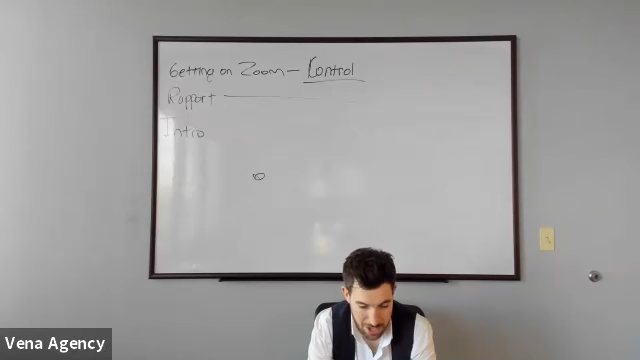 Getting on Zoom – Control
Rapport
Intro
Vena Agency